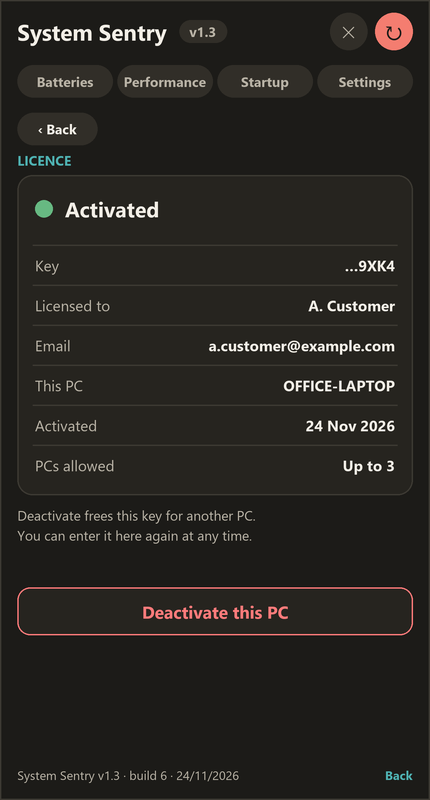 System Sentry v1.3
Batteries Performance Startup Settings
‹ Back
LICENCE
Activated
Key ...9XK4
Licensed to A. Customer
Email a.customer@example.com
This PC OFFICE-LAPTOP
Activated 24 Nov 2026
PCs allowed Up to 3
Deactivate frees this key for another PC.
You can enter it here again at any time.
Deactivate this PC
System Sentry v1.3 · build 6 · 24/11/2026 Back